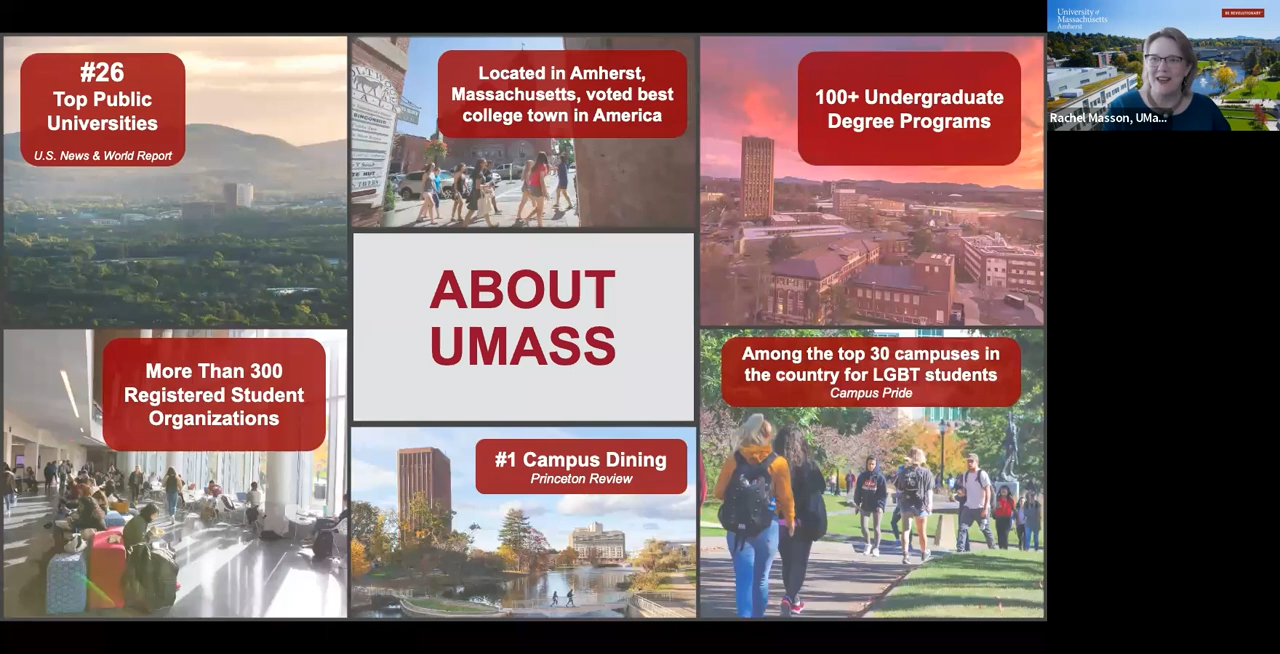 #26
Top Public
Universities
U.S. News & World Report
Located in Amherst,
Massachusetts, voted best
college town in America
100+ Undergraduate
Degree Programs
ABOUT
UMASS
More Than 300
Registered Student
Organizations
#1 Campus Dining
Princeton Review
Among the top 30 campuses in
the country for LGBT students
Campus Pride
University of
Massachusetts
Amherst
BE REVOLUTIONARY
Rachel Masson, UMa...